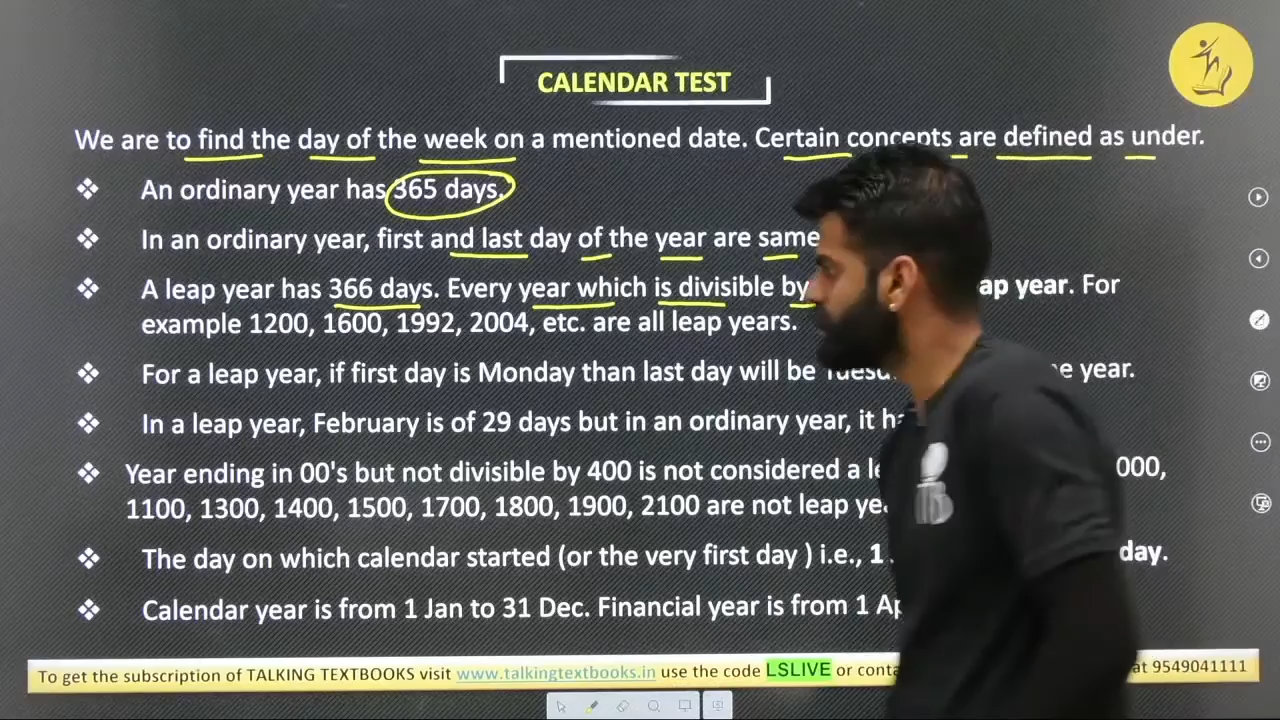 CALENDAR TEST
We are to find the day of the week on a mentioned date. Certain concepts are defined as under.
❖ An ordinary year has 365 days.
❖ In an ordinary year, first and last day of the year are same
❖ A leap year has 366 days. Every year which is divisible by ap year. For
example 1200, 1600, 1992, 2004, etc. are all leap years.
❖ For a leap year, if first day is Monday than last day will be year.
❖ In a leap year, February is of 29 days but in an ordinary year, it
❖ Year ending in 00's but not divisible by 400 is not considered a 000,
1100, 1300, 1400, 1500, 1700, 1800, 1900, 2100 are not leap
❖ The day on which calendar started (or the very first day ) i.e., 1 day.
❖ Calendar year is from 1 Jan to 31 Dec. Financial year is from 1
To get the subscription of TALKING TEXTBOOKS visit www.talkingtextbooks.in use the code LSLIVE or at 9549041111